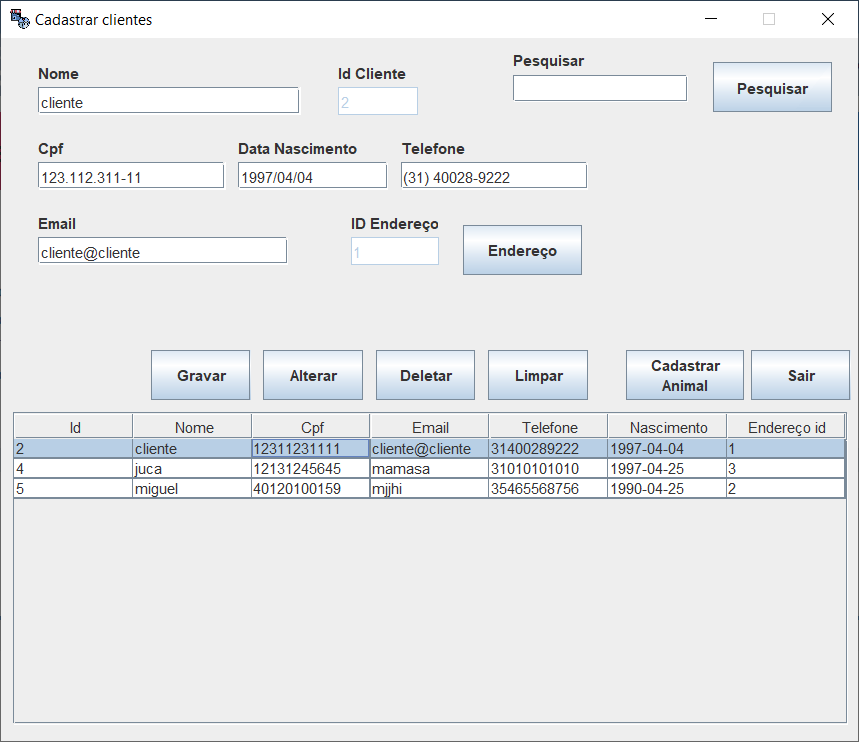 Cadastrar clientes
Nome Id Cliente Pesquisar
cliente 2 Pesquisar
Cpf Data Nascimento Telefone
123.112.311-11 1997/04/04 (31) 40028-9222
Email ID Endereço
cliente@cliente 1 Endereço
Gravar Alterar Deletar Limpar Cadastrar Animal Sair
Id Nome Cpf Email Telefone Nascimento Endereço id
2 cliente 12311231111 cliente@cliente 31400289222 1997-04-04 1
4 juca 12131245645 mamasa 31010101010 1997-04-25 3
5 miguel 40120100159 mjjhi 35465568756 1990-04-25 2